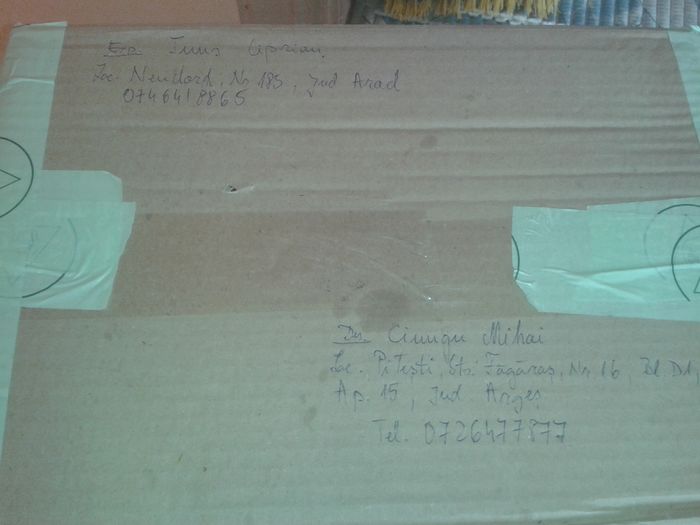 Exp. Ciprian
Loc. Neudorf, Nr 185, Jud Arad
0746418865
Des. Mihai
Loc. Pitești, Str. Făgăraș, Nr. 16, Bl. D1,
Ap. 15, Jud Argeș
Tel. 0726477877